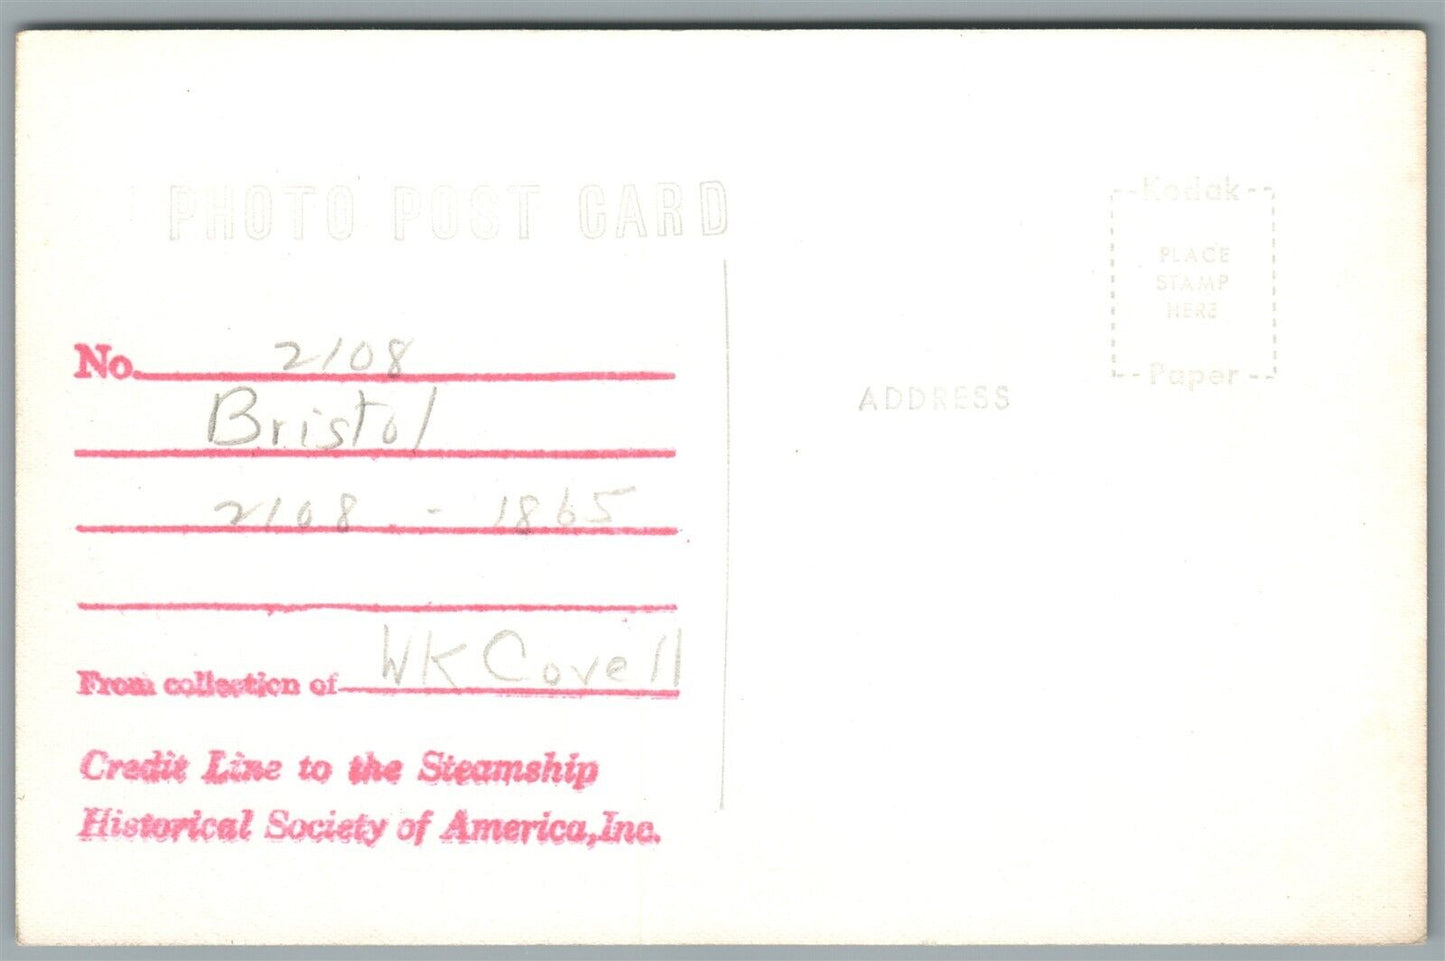 PHOTO POST CARD
Kodak
PLACE
STAMP
HERE
Paper
ADDRESS
No. 2108
Bristol
2108 - 1865
From collection of WK Covell
Credit Line to the Steamship
Historical Society of America, Inc.